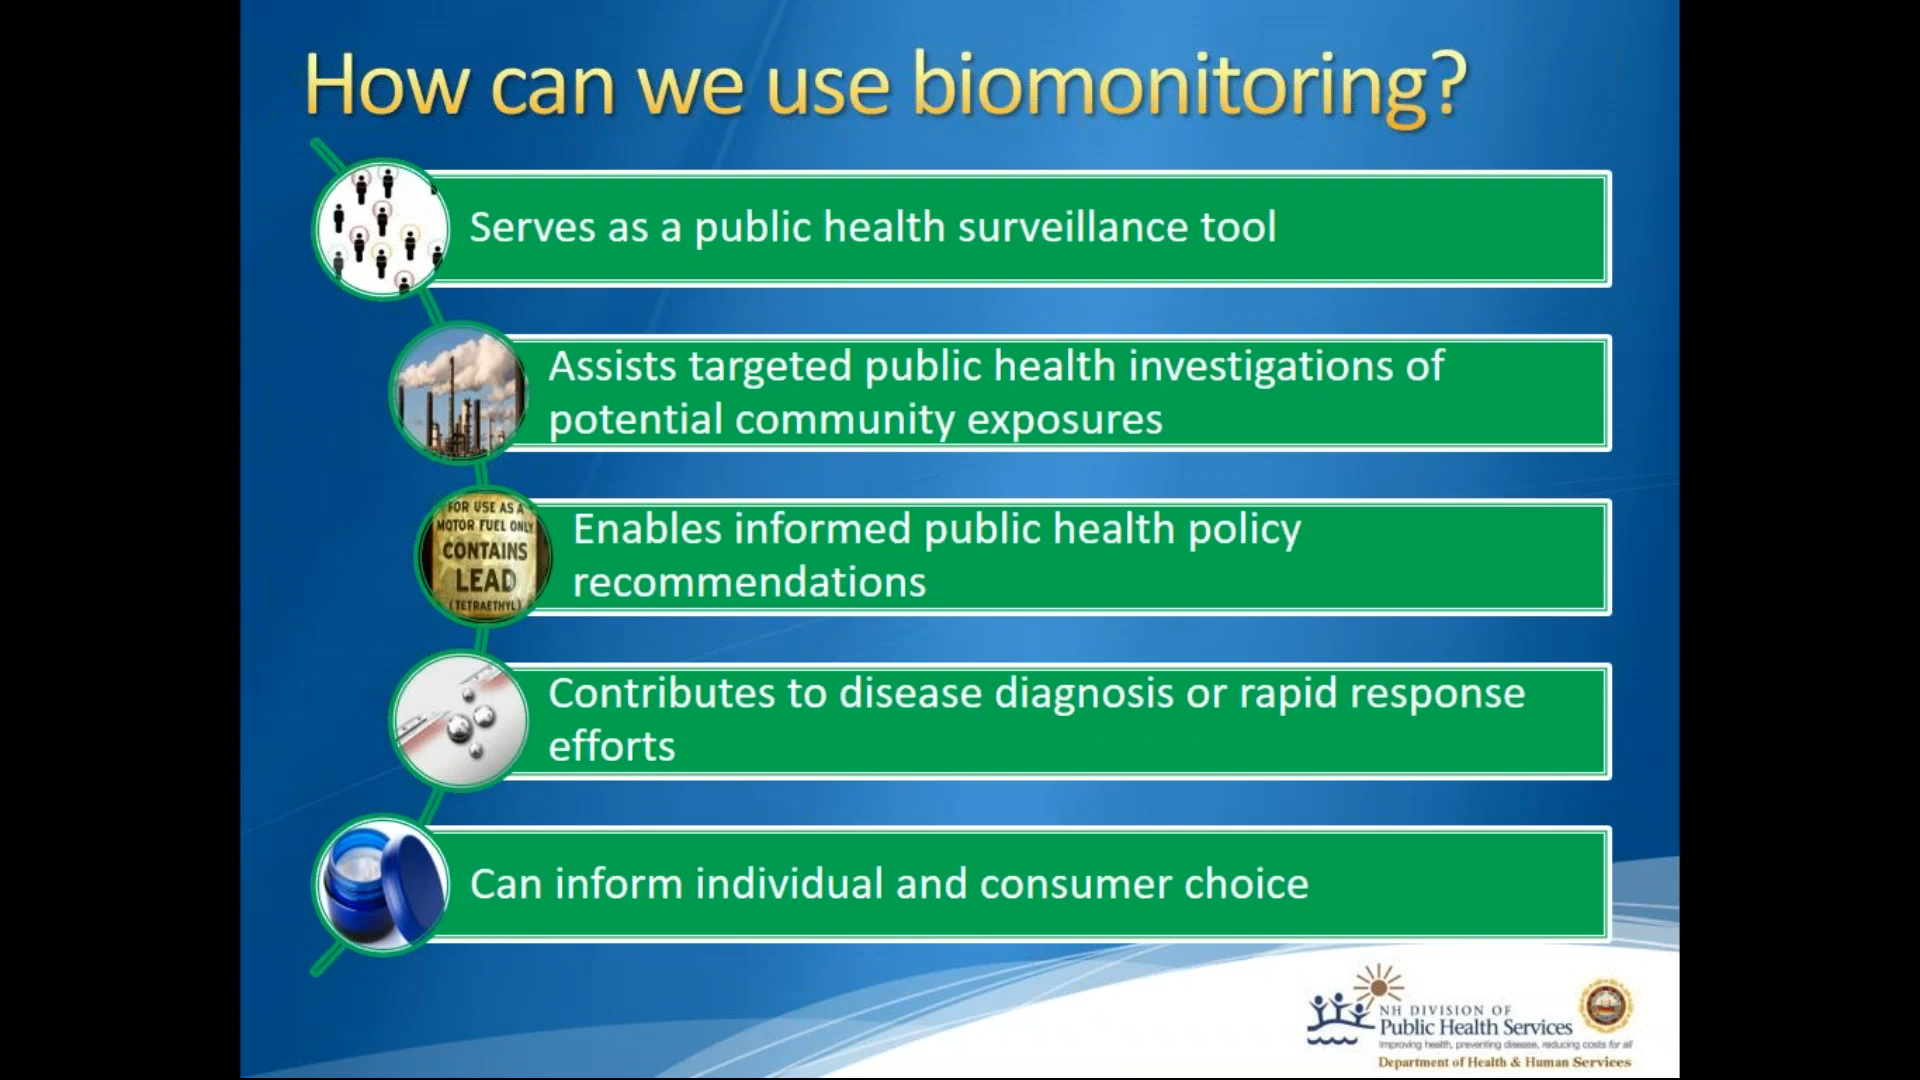 How can we use biomonitoring?
Serves as a public health surveillance tool
Assists targeted public health investigations of
potential community exposures
FOR USE AS A
MOTOR FUEL ONLY
CONTAINS
LEAD
(TETRAETHYL)
Enables informed public health policy
recommendations
Contributes to disease diagnosis or rapid response
efforts
Can inform individual and consumer choice
NH DIVISION OF
Public Health Services
Improving health, preventing disease, reducing costs for all
Department of Health & Human Services